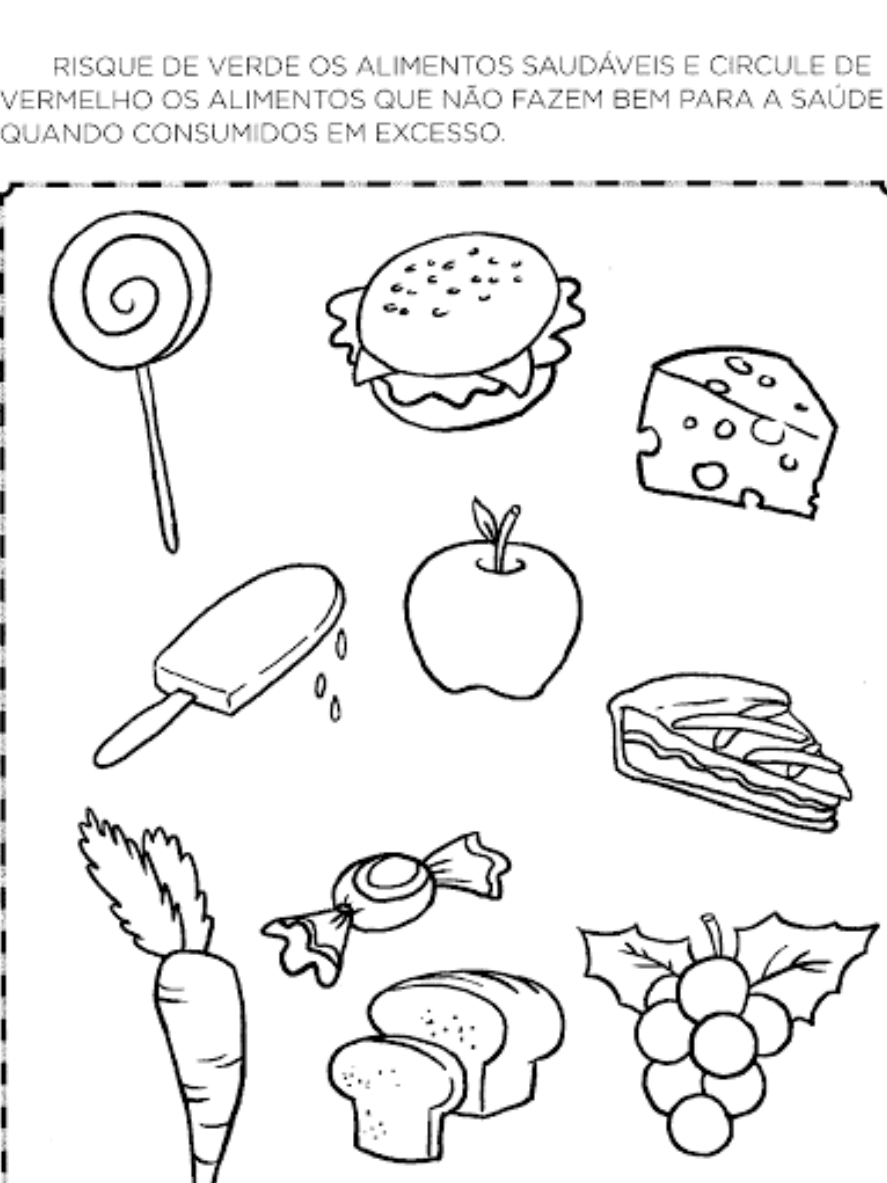 RISQUE DE VERDE OS ALIMENTOS SAUDÁVEIS E CIRCULE DE
VERMELHO OS ALIMENTOS QUE NÃO FAZEM BEM PARA A SAÚDE
QUANDO CONSUMIDOS EM EXCESSO.